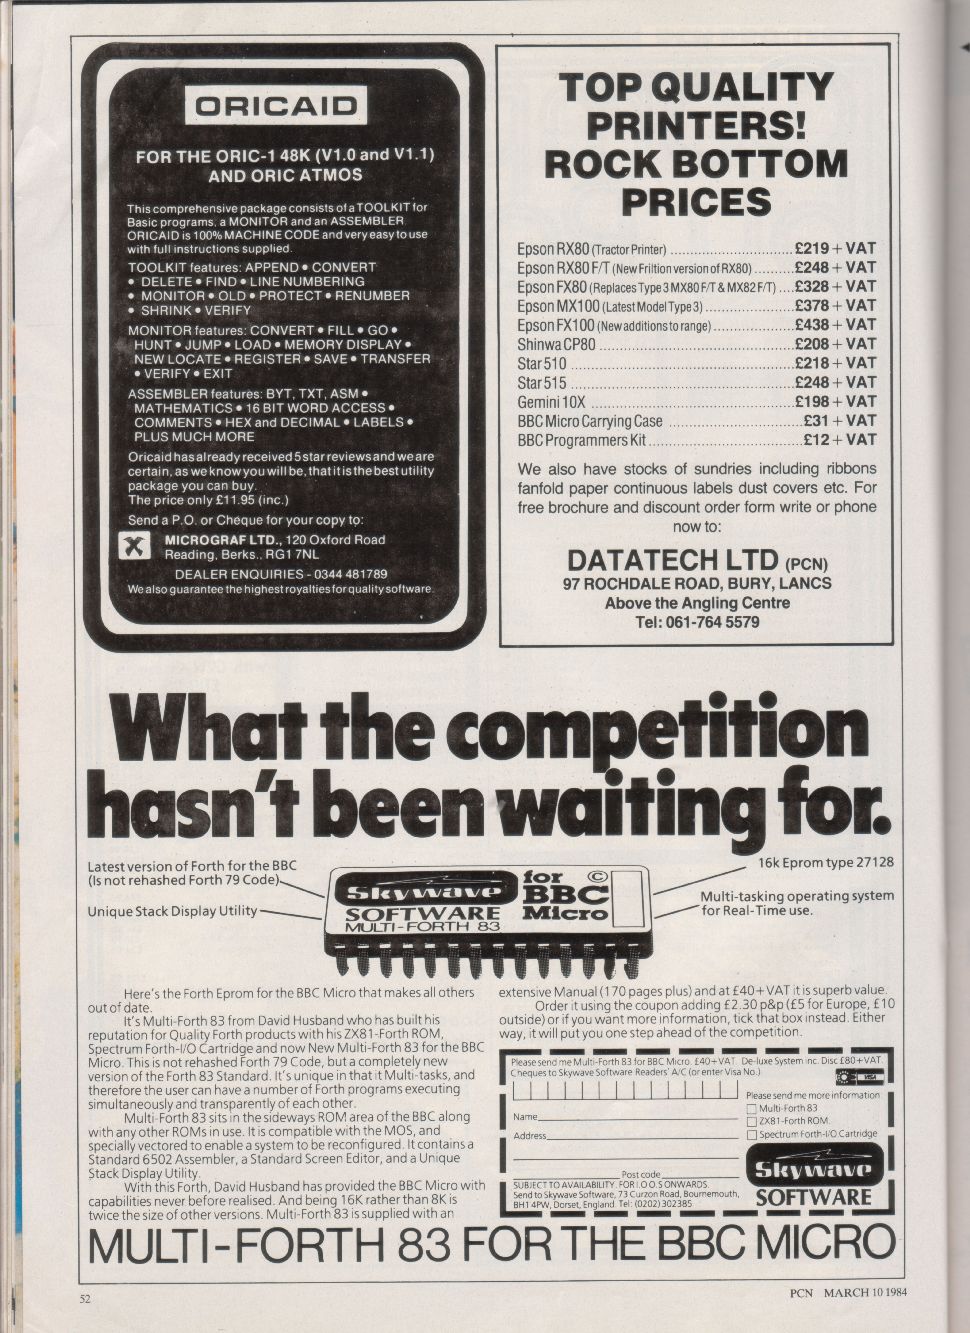 ORICAID
FOR THE ORIC-1 48K (V1.0 and V1.1)
AND ORIC ATMOS
This comprehensive package consists of a TOOLKIT for
Basic programs, a MONITOR and an ASSEMBLER
ORICAID is 100% MACHINE CODE and very easy to use
with full instructions supplied.
TOOLKIT features: APPEND • CONVERT
• DELETE • FIND • LINE NUMBERING
• MONITOR • OLD • PROTECT • RENUMBER
• SHRINK • VERIFY
MONITOR features: CONVERT • FILL • GO •
HUNT • JUMP • LOAD • MEMORY DISPLAY •
NEW LOCATE • REGISTER • SAVE • TRANSFER
• VERIFY • EXIT
ASSEMBLER features: BYT, TXT, ASM •
MATHEMATICS • 16 BIT WORD ACCESS •
COMMENTS • HEX and DECIMAL • LABELS •
PLUS MUCH MORE
Oricaid has already received 5 star reviews and we are
certain, as we know you will be, that it is the best utility
package you can buy.
The price only £11.95 (inc.)
Send a P.O. or Cheque for your copy to:
MICROGRAF LTD., 120 Oxford Road
Reading, Berks., RG1 7NL
DEALER ENQUIRIES - 0344 481789
We also guarantee the highest royalties for quality software.
TOP QUALITY
PRINTERS!
ROCK BOTTOM
PRICES
Epson RX80 (Tractor Printer) ............ £219 + VAT
Epson RX80 F/T (New Friltion version of RX80) .......... £248 + VAT
Epson FX80 (Replaces Type 3 MX80 F/T & MX82 F/T) .... £328 + VAT
Epson MX100 (Latest Model Type 3) .................... £378 + VAT
Epson FX100 (New additions to range) .................. £438 + VAT
Shinwa CP80 .................... £208 + VAT
Star 510 .................... £218 + VAT
Star 515 .................... £248 + VAT
Gemini 10X .................... £198 + VAT
BBC Micro Carrying Case .................... £31 + VAT
BBC Programmers Kit .................... £12 + VAT
We also have stocks of sundries including ribbons
fanfold paper continuous labels dust covers etc. For
free brochure and discount order form write or phone
now to:
DATATECH LTD (PCN)
97 ROCHDALE ROAD, BURY, LANCS
Above the Angling Centre
Tel: 061-764 5579
What the competition
hasn't been waiting for.
Latest version of Forth for the BBC
(Is not rehashed Forth 79 Code)
Unique Stack Display Utility
Skywave
SOFTWARE
MULTI-FORTH 83
for ©
BBC
Micro
16k Eprom type 27128
Multi-tasking operating system
for Real-Time use.
Here's the Forth Eprom for the BBC Micro that makes all others
out of date.
It's Multi-Forth 83 from David Husband who has built his
reputation for Quality Forth products with his ZX81-Forth ROM,
Spectrum Forth-I/O Cartridge and now New Multi-Forth 83 for the BBC
Micro. This is not rehashed Forth 79 Code, but a completely new
version of the Forth 83 Standard. It's unique in that it Multi-tasks, and
therefore the user can have a number of Forth programs executing
simultaneously and transparently of each other.
Multi-Forth 83 sits in the sideways ROM area of the BBC along
with any other ROMs in use. It is compatible with the MOS, and
specially vectored to enable a system to be reconfigured. It contains a
Standard 6502 Assembler, a Standard Screen Editor, and a Unique
Stack Display Utility.
With this Forth, David Husband has provided the BBC Micro with
capabilities never before realised. And being 16K rather than 8K is
twice the size of other versions. Multi-Forth 83 is supplied with an
extensive Manual (170 pages plus) and at £40+VAT it is superb value.
Order it using the coupon adding £2.30 p&p (£5 for Europe, £10
outside) or if you want more information, tick that box instead. Either
way, it will put you one step ahead of the competition.
Please send me Multi-Forth 83 for BBC Micro. £40+VAT. De-luxe System inc. Disc £80+VAT.
Cheques to Skywave Software Readers' A/C (or enter Visa No.)
VISA
Please send me more information
Multi-Forth 83
ZX81-Forth ROM.
Spectrum Forth-I/O Cartridge
Name
Address
Post code
SUBJECT TO AVAILABILITY. FOR I.O.O.S ONWARDS.
Send to Skywave Software, 73 Curzon Road, Bournemouth,
BH1 4PW, Dorset, England. Tel: (0202) 302385
Skywave
SOFTWARE
MULTI-FORTH 83 FOR THE BBC MICRO
52
PCN MARCH 10 1984